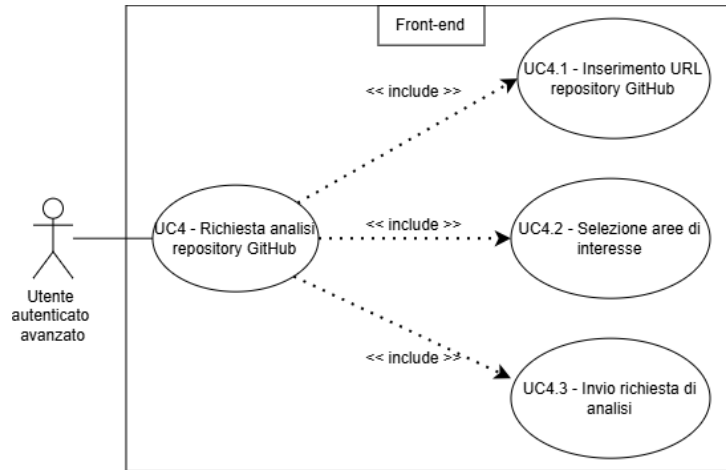 Front-end
UC4.1 - Inserimento URL
repository GitHub
<< include >>
UC4 - Richiesta analisi
repository GitHub
<< include >>
UC4.2 - Selezione aree di
interesse
Utente
autenticato
avanzato
<< include >>
UC4.3 - Invio richiesta di
analisi